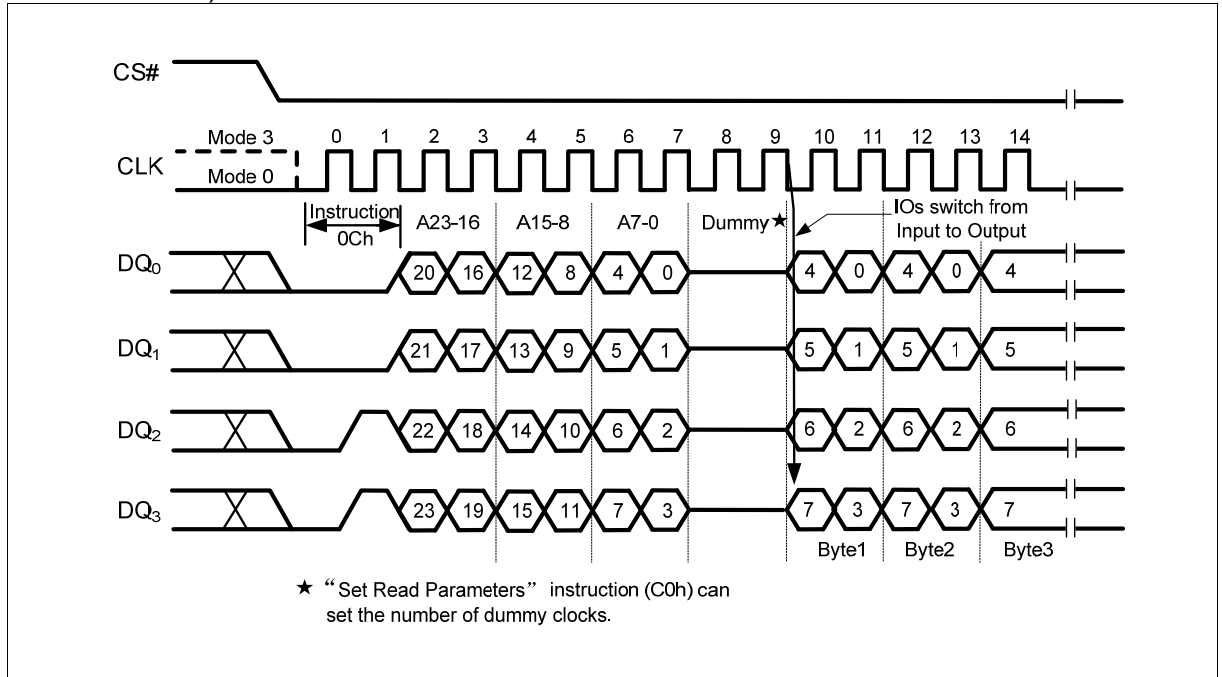 CS#
Mode 3
0 1 2 3 4 5 6 7 8 9 10 11 12 13 14
CLK
Mode 0
Instruction
0Ch
A23-16 A15-8 A7-0 Dummy★
IOs switch from
Input to Output
DQ0 20 16 12 8 4 0 4 0 4 0 4
DQ1 21 17 13 9 5 1 5 1 5 1 5
DQ2 22 18 14 10 6 2 6 2 6 2 6
DQ3 23 19 15 11 7 3 7 3 7 3 7
Byte1 Byte2 Byte3
★ “Set Read Parameters” instruction (C0h) can
set the number of dummy clocks.